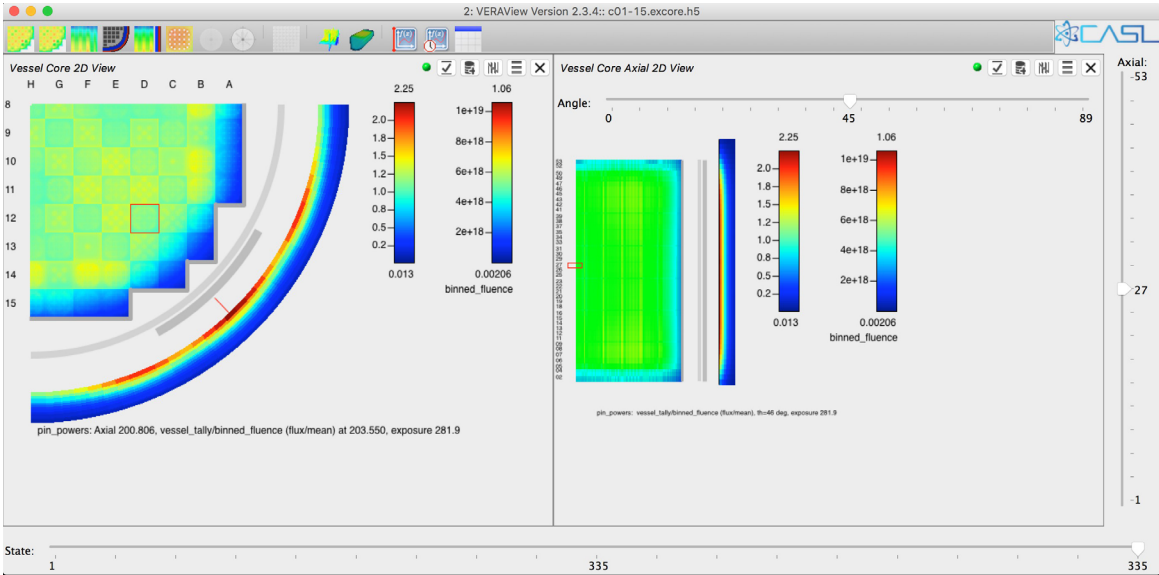 2: VERAView Version 2.3.4:: c01-15.excore.h5
CASL
Vessel Core 2D View
H G F E D C B A
8
9
10
11
12
13
14
15
2.25
2.0
1.8
1.5
1.2
1.0
0.8
0.5
0.2
0.013
1.06
1e+19
8e+18
6e+18
4e+18
2e+18
0.00206
binned_fluence
pin_powers: Axial 200.806, vessel_tally/binned_fluence (flux/mean) at 203.550, exposure 281.9
Vessel Core Axial 2D View
Angle:
0 45 89
2.25
2.0
1.8
1.5
1.2
1.0
0.8
0.5
0.2
0.013
1.06
1e+19
8e+18
6e+18
4e+18
2e+18
0.00206
binned_fluence
pin_powers: vessel_tally/binned_fluence (flux/mean), th=46 deg, exposure 281.9
Axial:
53
27
1
State:
1 335 335